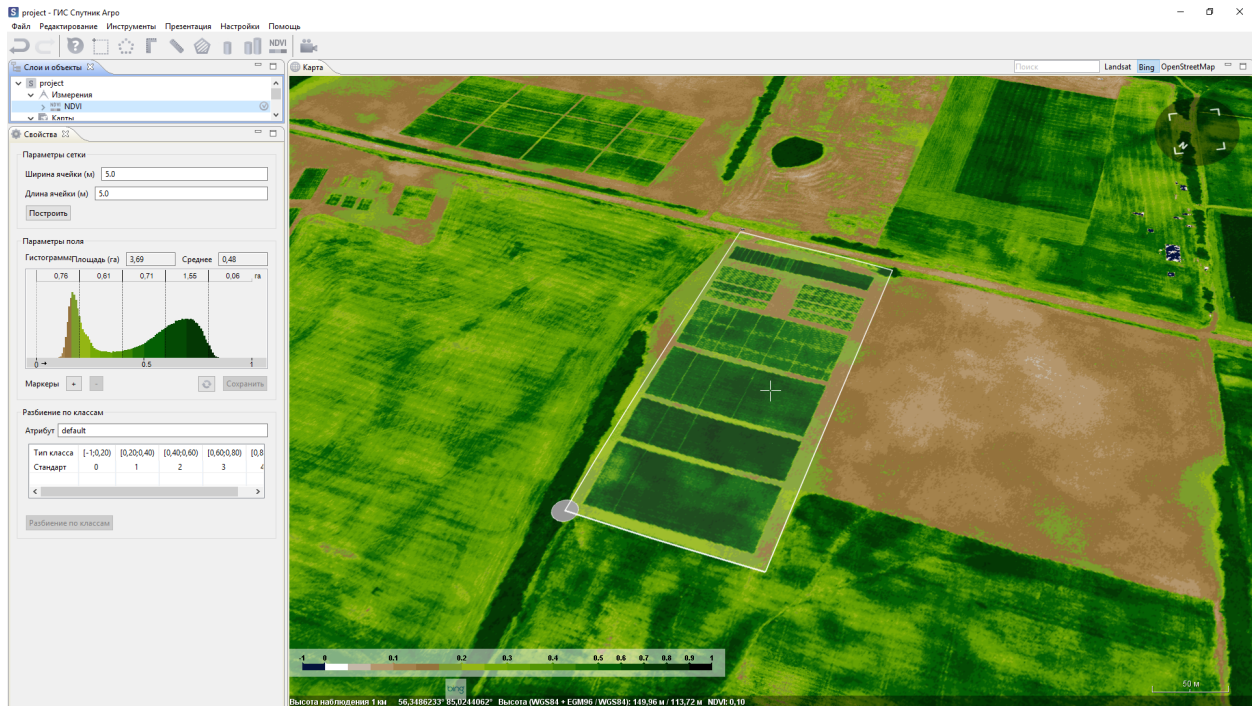 project - ГИС Спутник Агро
Файл Редактирование Инструменты Презентация Настройки Помощь
NDVI
Слои и объекты
project
Измерения
NDVI
Карты
Карта
Поиск
Landsat Bing OpenStreetMap
Свойства
Параметры сетки
Ширина ячейки (м) 5.0
Длина ячейки (м) 5.0
Построить
Параметры поля
Гистограмма Площадь (га) 3,69 Среднее 0,48
0,76 0,61 0,71 1,55 0,06 га
0 0.5 1
Маркеры + - Сохранить
Разбиение по классам
Атрибут default
Тип класса [-1;0,20) [0,20;0,40) [0,40;0,60) [0,60;0,80) [0,8
Стандарт 0 1 2 3 4
Разбиение по классам
N
-1 0 0.1 0.2 0.3 0.4 0.5 0.6 0.7 0.8 0.9 1
bing
50 м
Высота наблюдения 1 км 56,3486233° 85,0244062° Высота (WGS84 + EGM96 / WGS84): 149,96 м / 113,72 м NDVI: 0,10